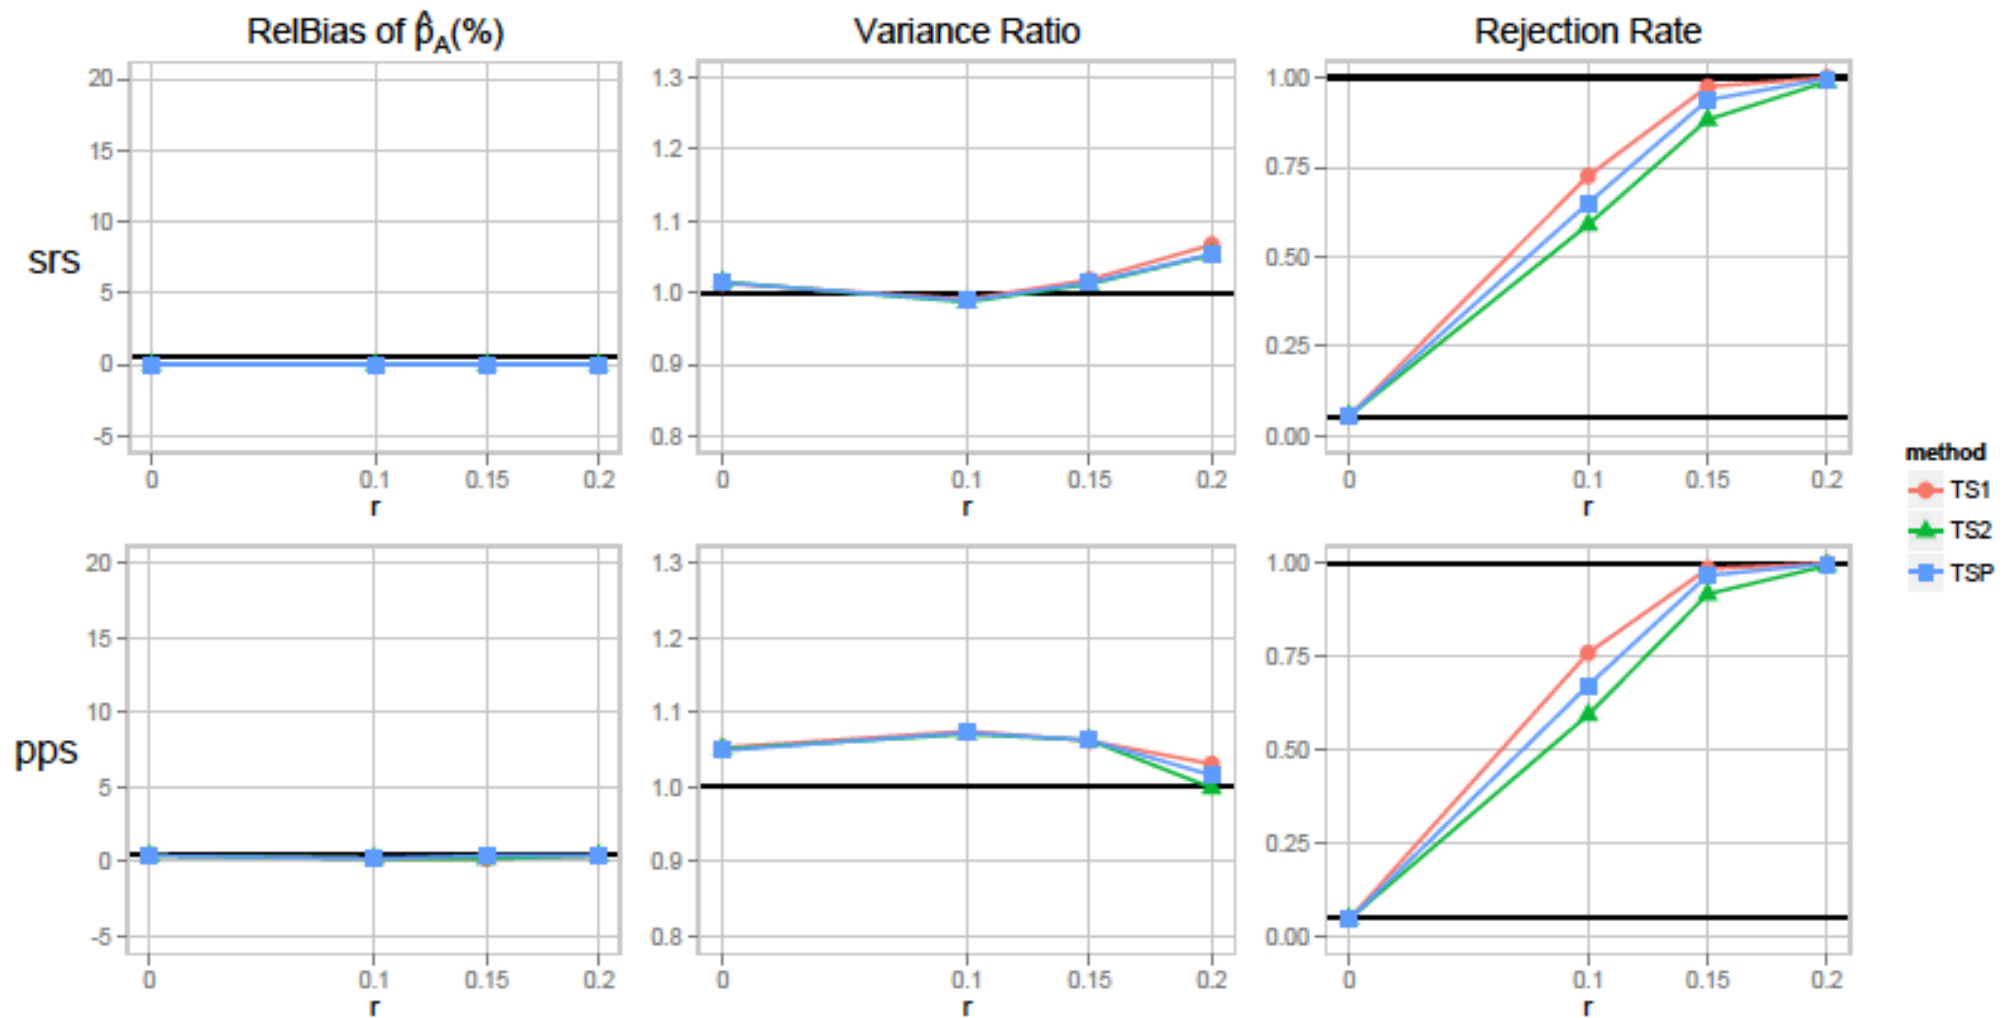 RelBias of p̂A(%) Variance Ratio Rejection Rate
srs
20
15
10
5
0
-5
0 0.1 0.15 0.2
r
1.3
1.2
1.1
1.0
0.9
0.8
0 0.1 0.15 0.2
r
1.00
0.75
0.50
0.25
0.00
0 0.1 0.15 0.2
r
pps
20
15
10
5
0
-5
0 0.1 0.15 0.2
r
1.3
1.2
1.1
1.0
0.9
0.8
0 0.1 0.15 0.2
r
1.00
0.75
0.50
0.25
0.00
0 0.1 0.15 0.2
r
method
TS1
TS2
TSP